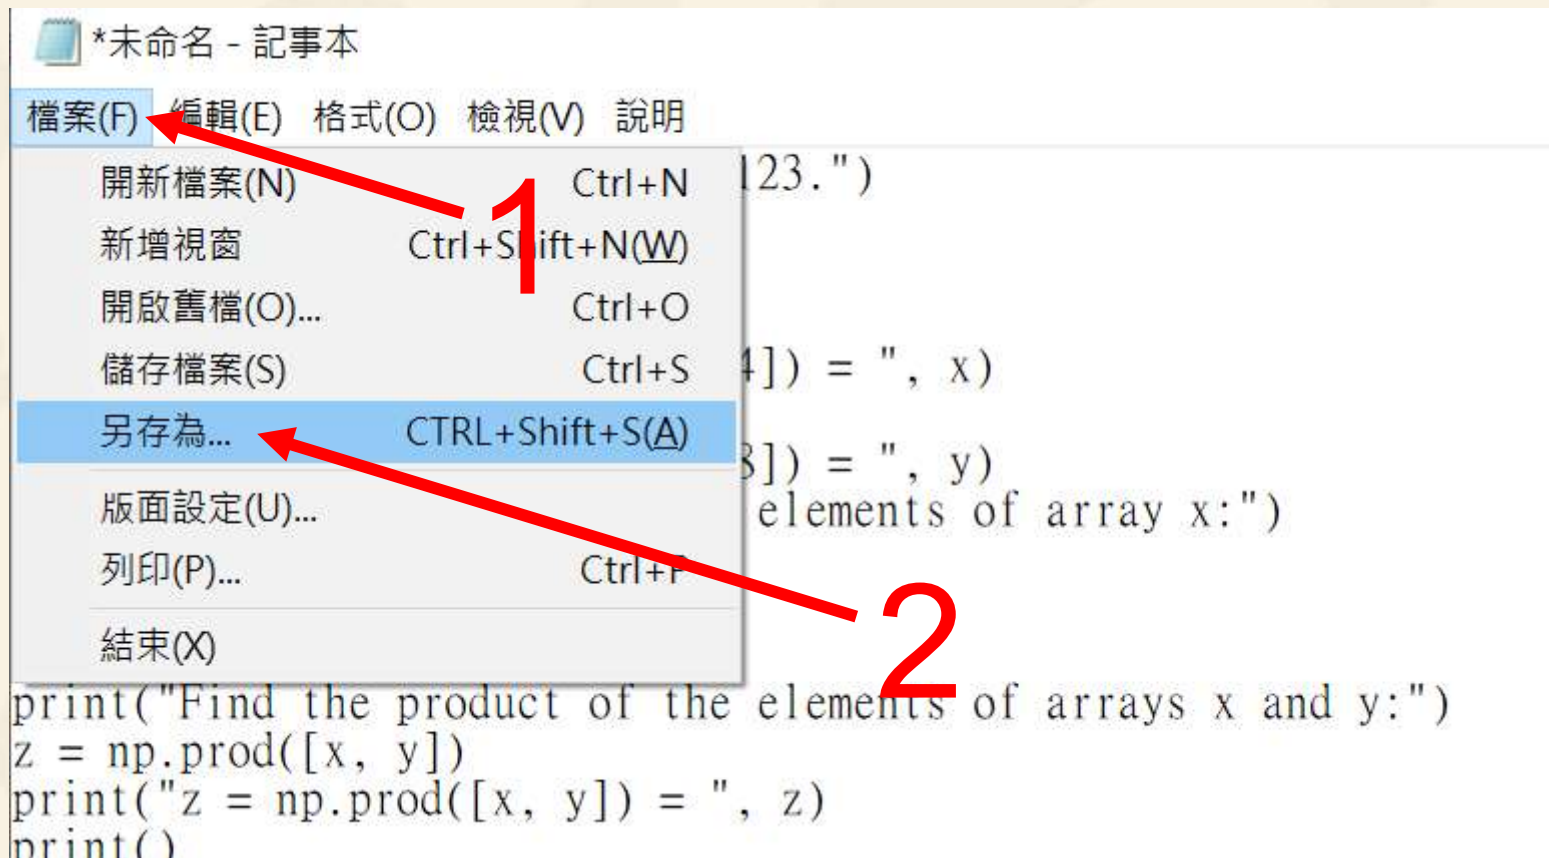 *未命名 - 記事本
檔案(F) 編輯(E) 格式(O) 檢視(V) 說明
開新檔案(N) Ctrl+N
123.")
新增視窗 Ctrl+Shift+N(W)
1
開啟舊檔(O)... Ctrl+O
儲存檔案(S) Ctrl+S
4]) = ", x)
另存為... CTRL+Shift+S(A)
8]) = ", y)
版面設定(U)...
elements of array x:")
列印(P)... Ctrl+P
2
結束(X)
print("Find the product of the elements of arrays x and y:")
z = np.prod([x, y])
print("z = np.prod([x, y]) = ", z)
print()